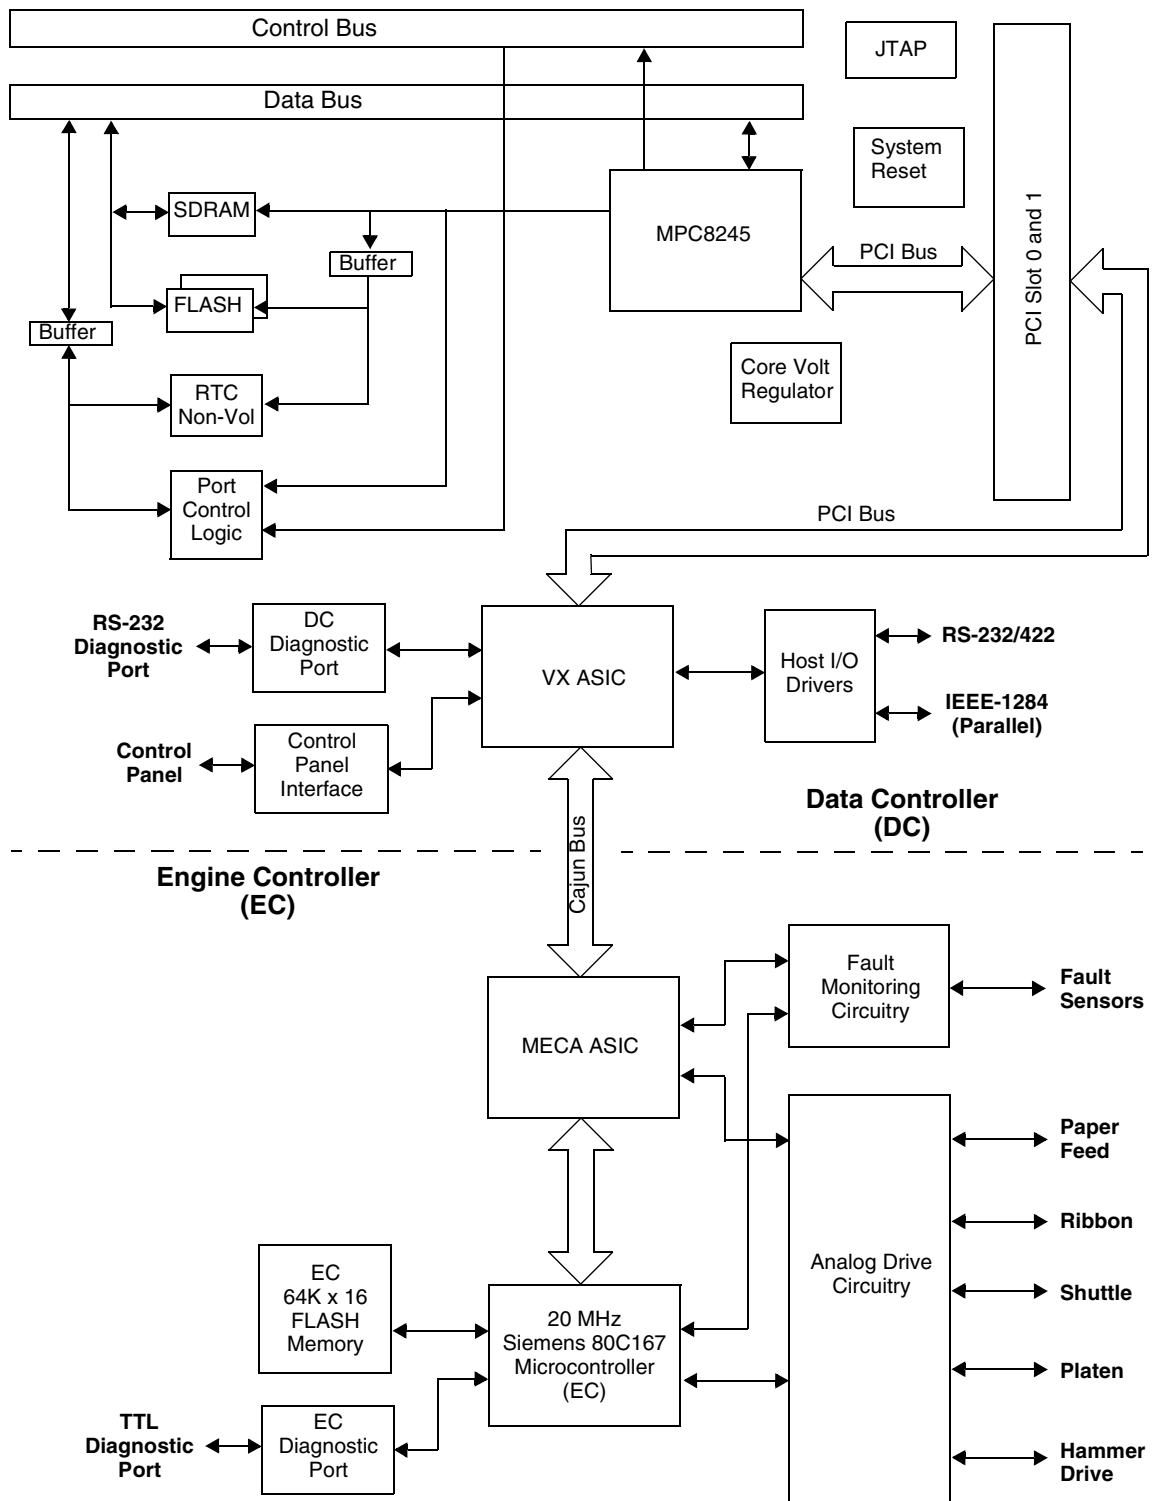 Control Bus
JTAP
Data Bus
System
Reset
SDRAM
MPC8245
PCI Bus
PCI Slot 0 and 1
Buffer
FLASH
Buffer
Core Volt
Regulator
RTC
Non-Vol
Port
Control
Logic
PCI Bus
RS-232
Diagnostic
Port
DC
Diagnostic
Port
VX ASIC
Host I/O
Drivers
RS-232/422
IEEE-1284
(Parallel)
Control
Panel
Control
Panel
Interface
Data Controller
(DC)
Cajun Bus
Engine Controller
(EC)
Fault
Monitoring
Circuitry
Fault
Sensors
MECA ASIC
Paper
Feed
Ribbon
Analog Drive
Circuitry
Shuttle
EC
64K x 16
FLASH
Memory
20 MHz
Siemens 80C167
Microcontroller
(EC)
Platen
TTL
Diagnostic
Port
EC
Diagnostic
Port
Hammer
Drive